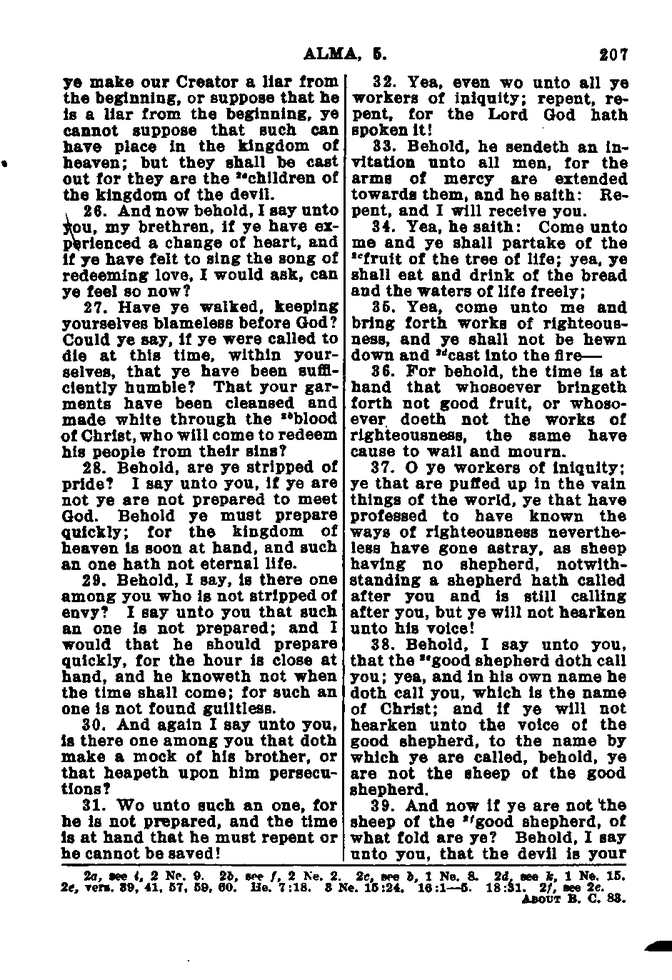 ALMA, 5. 207
ye make our Creator a liar from
the beginning, or suppose that he
is a liar from the beginning, ye
cannot suppose that such can
have place in the kingdom of
heaven; but they shall be cast
out for they are the ²ᵃchildren of
the kingdom of the devil.
26. And now behold, I say unto
you, my brethren, if ye have ex-
perienced a change of heart, and
if ye have felt to sing the song of
redeeming love, I would ask, can
ye feel so now?
27. Have ye walked, keeping
yourselves blameless before God?
Could ye say, if ye were called to
die at this time, within your-
selves, that ye have been suffi-
ciently humble? That your gar-
ments have been cleansed and
made white through the ²ᵇblood
of Christ, who will come to redeem
his people from their sins?
28. Behold, are ye stripped of
pride? I say unto you, if ye are
not ye are not prepared to meet
God. Behold ye must prepare
quickly; for the kingdom of
heaven is soon at hand, and such
an one hath not eternal life.
29. Behold, I say, is there one
among you who is not stripped of
envy? I say unto you that such
an one is not prepared; and I
would that he should prepare
quickly, for the hour is close at
hand, and he knoweth not when
the time shall come; for such an
one is not found guiltless.
30. And again I say unto you,
is there one among you that doth
make a mock of his brother, or
that heapeth upon him persecu-
tions?
31. Wo unto such an one, for
he is not prepared, and the time
is at hand that he must repent or
he cannot be saved!
32. Yea, even wo unto all ye
workers of iniquity; repent, re-
pent, for the Lord God hath
spoken it!
33. Behold, he sendeth an in-
vitation unto all men, for the
arms of mercy are extended
towards them, and he saith: Re-
pent, and I will receive you.
34. Yea, he saith: Come unto
me and ye shall partake of the
²ᶜfruit of the tree of life; yea, ye
shall eat and drink of the bread
and the waters of life freely;
35. Yea, come unto me and
bring forth works of righteous-
ness, and ye shall not be hewn
down and ²ᵈcast into the fire—
36. For behold, the time is at
hand that whosoever bringeth
forth not good fruit, or whoso-
ever doeth not the works of
righteousness, the same have
cause to wail and mourn.
37. O ye workers of iniquity;
ye that are puffed up in the vain
things of the world, ye that have
professed to have known the
ways of righteousness neverthe-
less have gone astray, as sheep
having no shepherd, notwith-
standing a shepherd hath called
after you and is still calling
after you, but ye will not hearken
unto his voice!
38. Behold, I say unto you,
that the ²ᵉgood shepherd doth call
you; yea, and in his own name he
doth call you, which is the name
of Christ; and if ye will not
hearken unto the voice of the
good shepherd, to the name by
which ye are called, behold, ye
are not the sheep of the good
shepherd.
39. And now if ye are not the
sheep of the ²ᶠgood shepherd, of
what fold are ye? Behold, I say
unto you, that the devil is your
2a, see i, 2 Ne. 9. 2b, see f, 2 Ne. 2. 2c, see b, 1 Ne. 8. 2d, see k, 1 Ne. 15.
2e, vers. 39, 41, 57, 59, 60. He. 7:18. 3 Ne. 15:24. 16:1—5. 18:31. 2f, see 2e.
ABOUT B. C. 83.